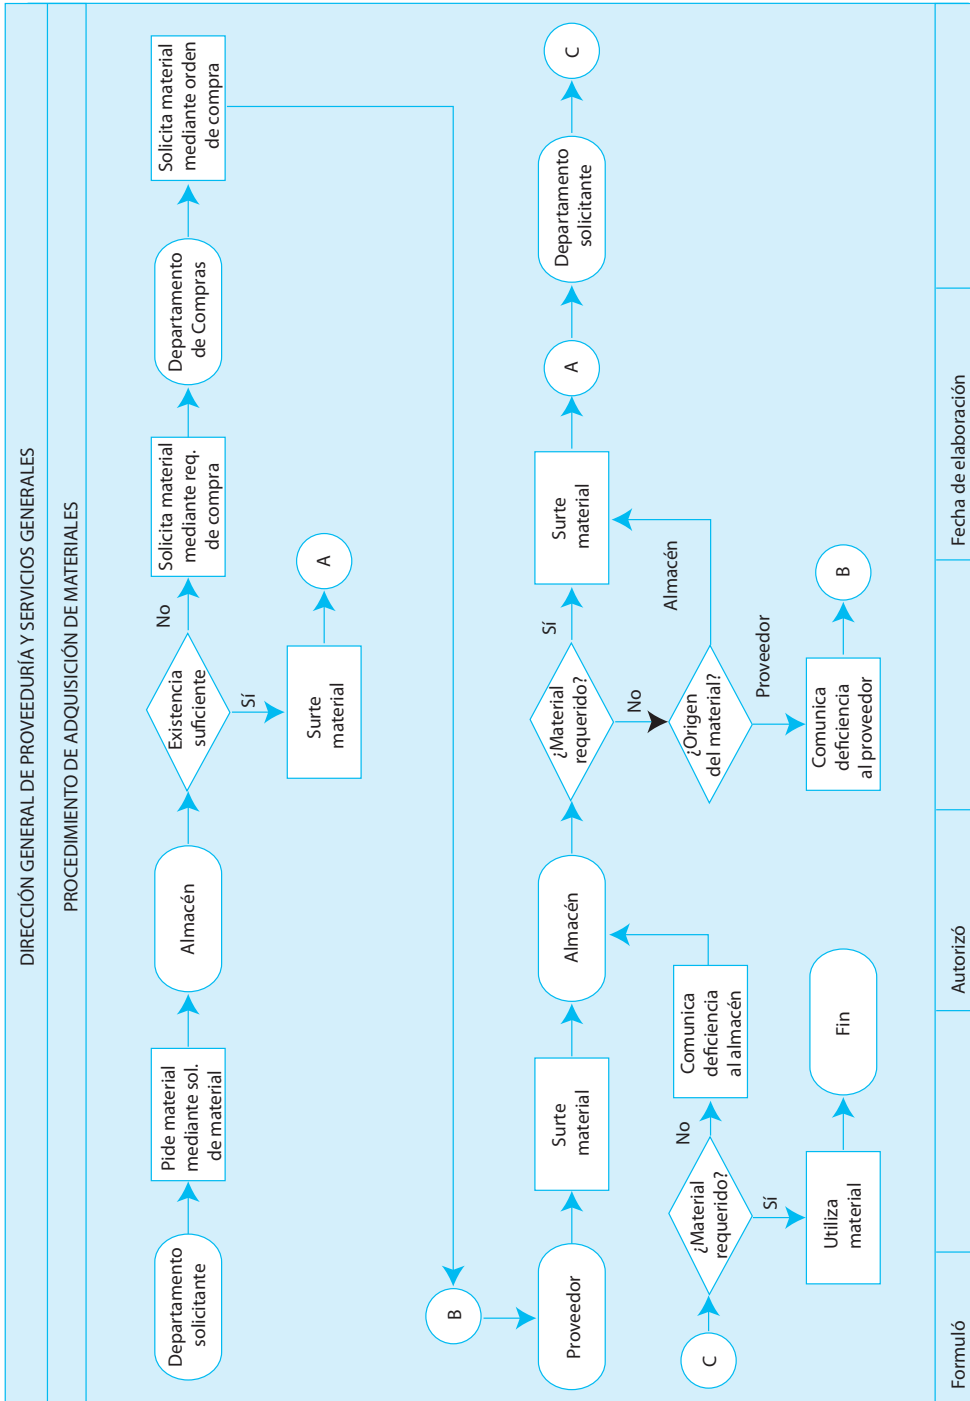 DIRECCIÓN GENERAL DE PROVEEDURÍA Y SERVICIOS GENERALES
PROCEDIMIENTO DE ADQUISICIÓN DE MATERIALES
Departamento
solicitante
Pide material
mediante sol.
de material
Almacén
Existencia
suficiente
No
Sí
Surte
material
A
Solicita material
mediante req.
de compra
Departamento
de Compras
Solicita material
mediante orden
de compra
B
Proveedor
Surte
material
Almacén
¿Material
requerido?
Sí
No
Surte
material
A
Departamento
solicitante
C
¿Origen
del material?
Almacén
Proveedor
Comunica
deficiencia
al proveedor
B
C
¿Material
requerido?
No
Sí
Comunica
deficiencia
al almacén
Utiliza
material
Fin
Formuló
Autorizó
Fecha de elaboración